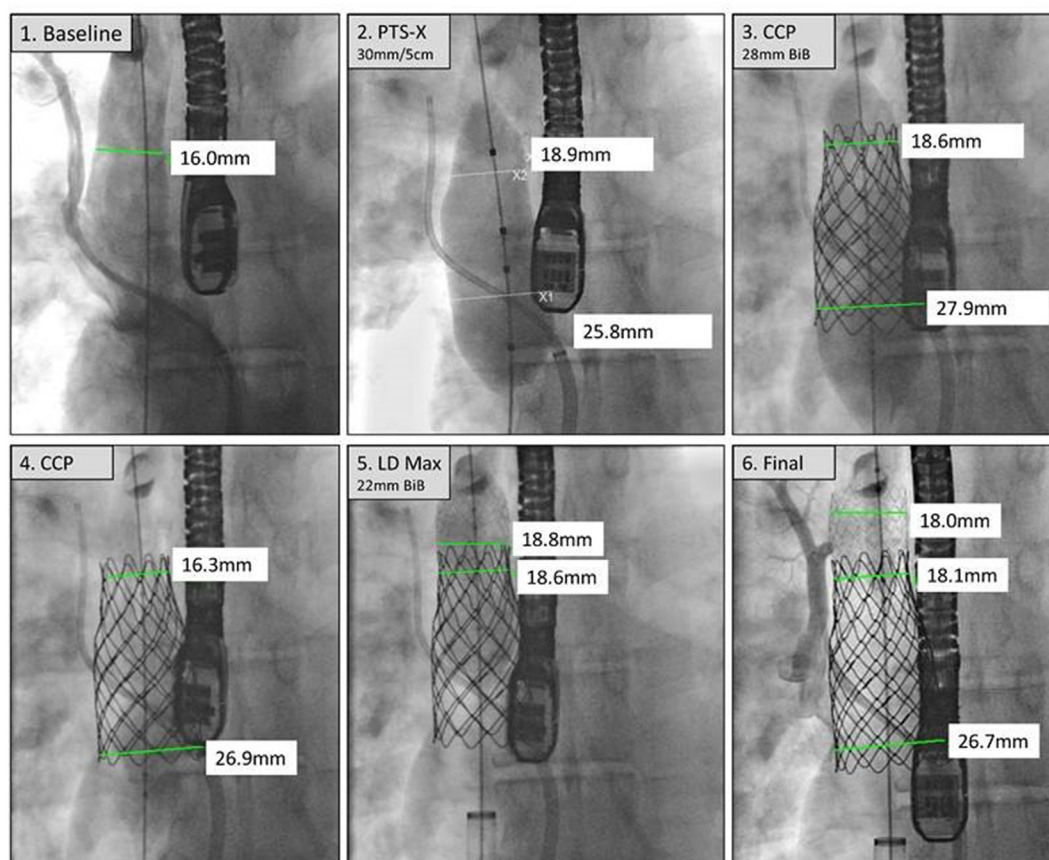 1. Baseline
16.0mm
2. PTS-X
30mm/5cm
18.9mm
X2
X1
25.8mm
3. CCP
28mm BiB
18.6mm
27.9mm
4. CCP
16.3mm
26.9mm
5. LD Max
22mm BiB
18.8mm
18.6mm
6. Final
18.0mm
18.1mm
26.7mm